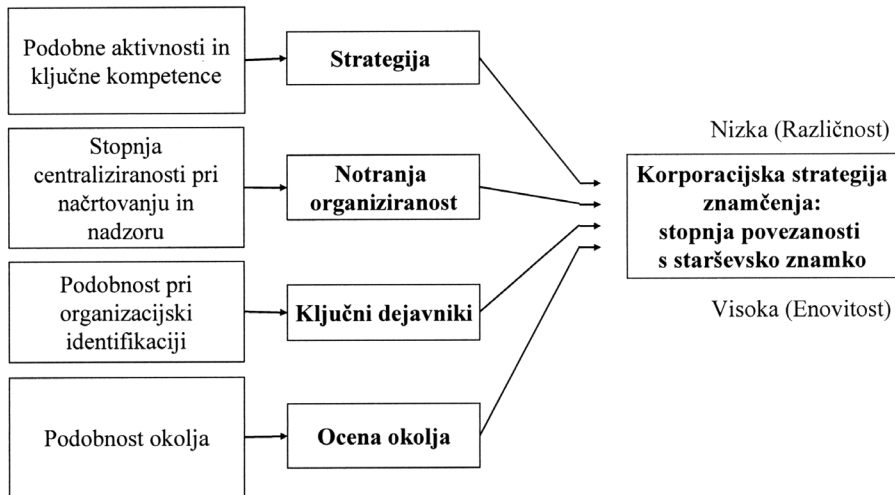 Podobne aktivnosti in
ključne kompetence
Strategija
Stopnja
centraliziranosti pri
načrtovanju in
nadzoru
Notranja
organiziranost
Podobnost pri
organizacijski
identifikaciji
Ključni dejavniki
Podobnost okolja
Ocena okolja
Nizka (Različnost)
Korporacijska strategija
znamčenja:
stopnja povezanosti
s starševsko znamko
Visoka (Enovitost)